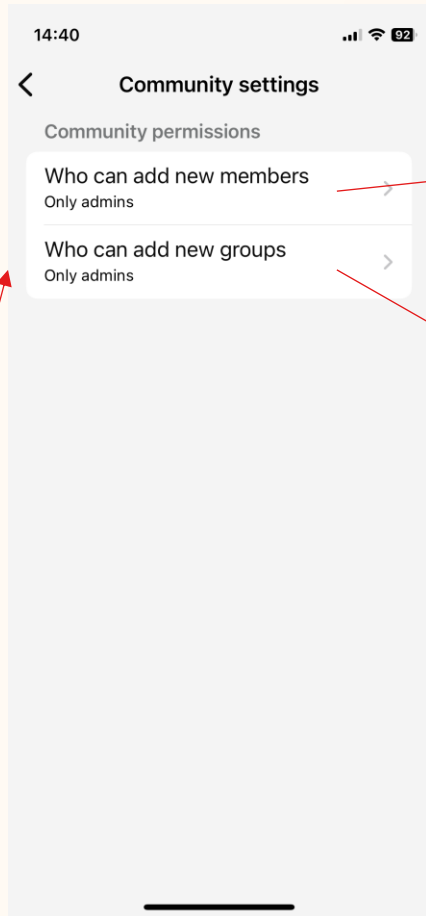 14:40
92
Community settings
Community permissions
Who can add new members
Only admins
Who can add new groups
Only admins